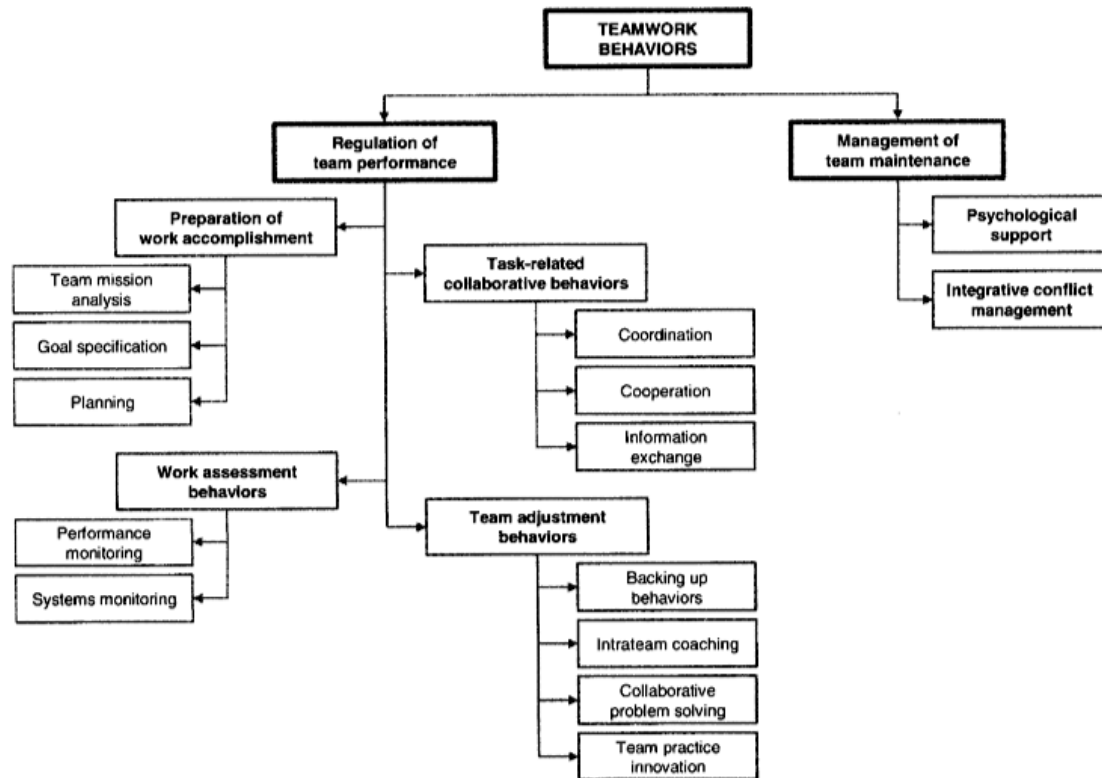 TEAMWORK
BEHAVIORS
Regulation of
team performance
Management of
team maintenance
Preparation of
work accomplishment
Team mission
analysis
Goal specification
Planning
Task-related
collaborative behaviors
Coordination
Cooperation
Information
exchange
Psychological
support
Integrative conflict
management
Work assessment
behaviors
Performance
monitoring
Systems monitoring
Team adjustment
behaviors
Backing up
behaviors
Intrateam coaching
Collaborative
problem solving
Team practice
innovation